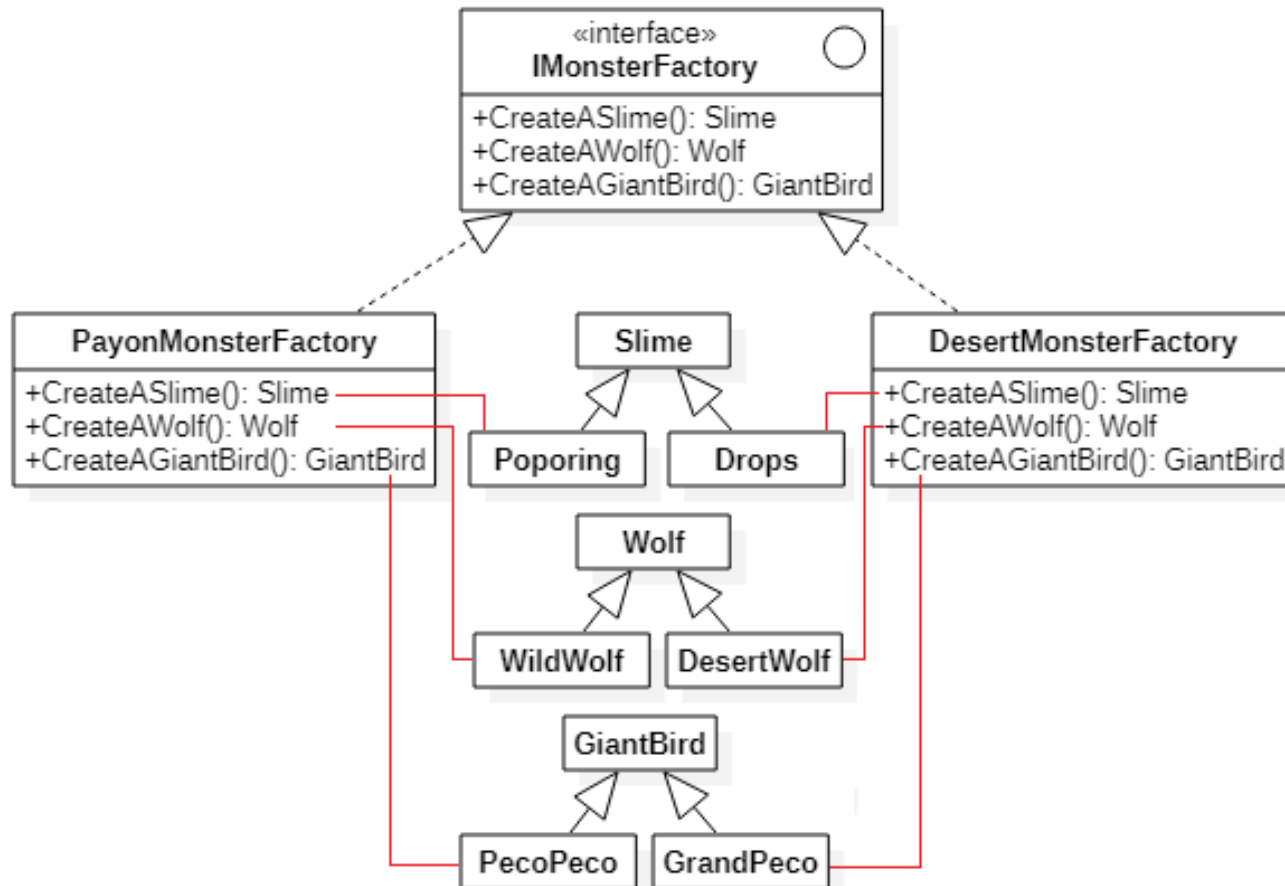 «interface»
IMonsterFactory
+CreateASlime(): Slime
+CreateAWolf(): Wolf
+CreateAGiantBird(): GiantBird
PayonMonsterFactory
+CreateASlime(): Slime
+CreateAWolf(): Wolf
+CreateAGiantBird(): GiantBird
Slime
Poporing
Drops
DesertMonsterFactory
+CreateASlime(): Slime
+CreateAWolf(): Wolf
+CreateAGiantBird(): GiantBird
Wolf
WildWolf
DesertWolf
GiantBird
PecoPeco
GrandPeco